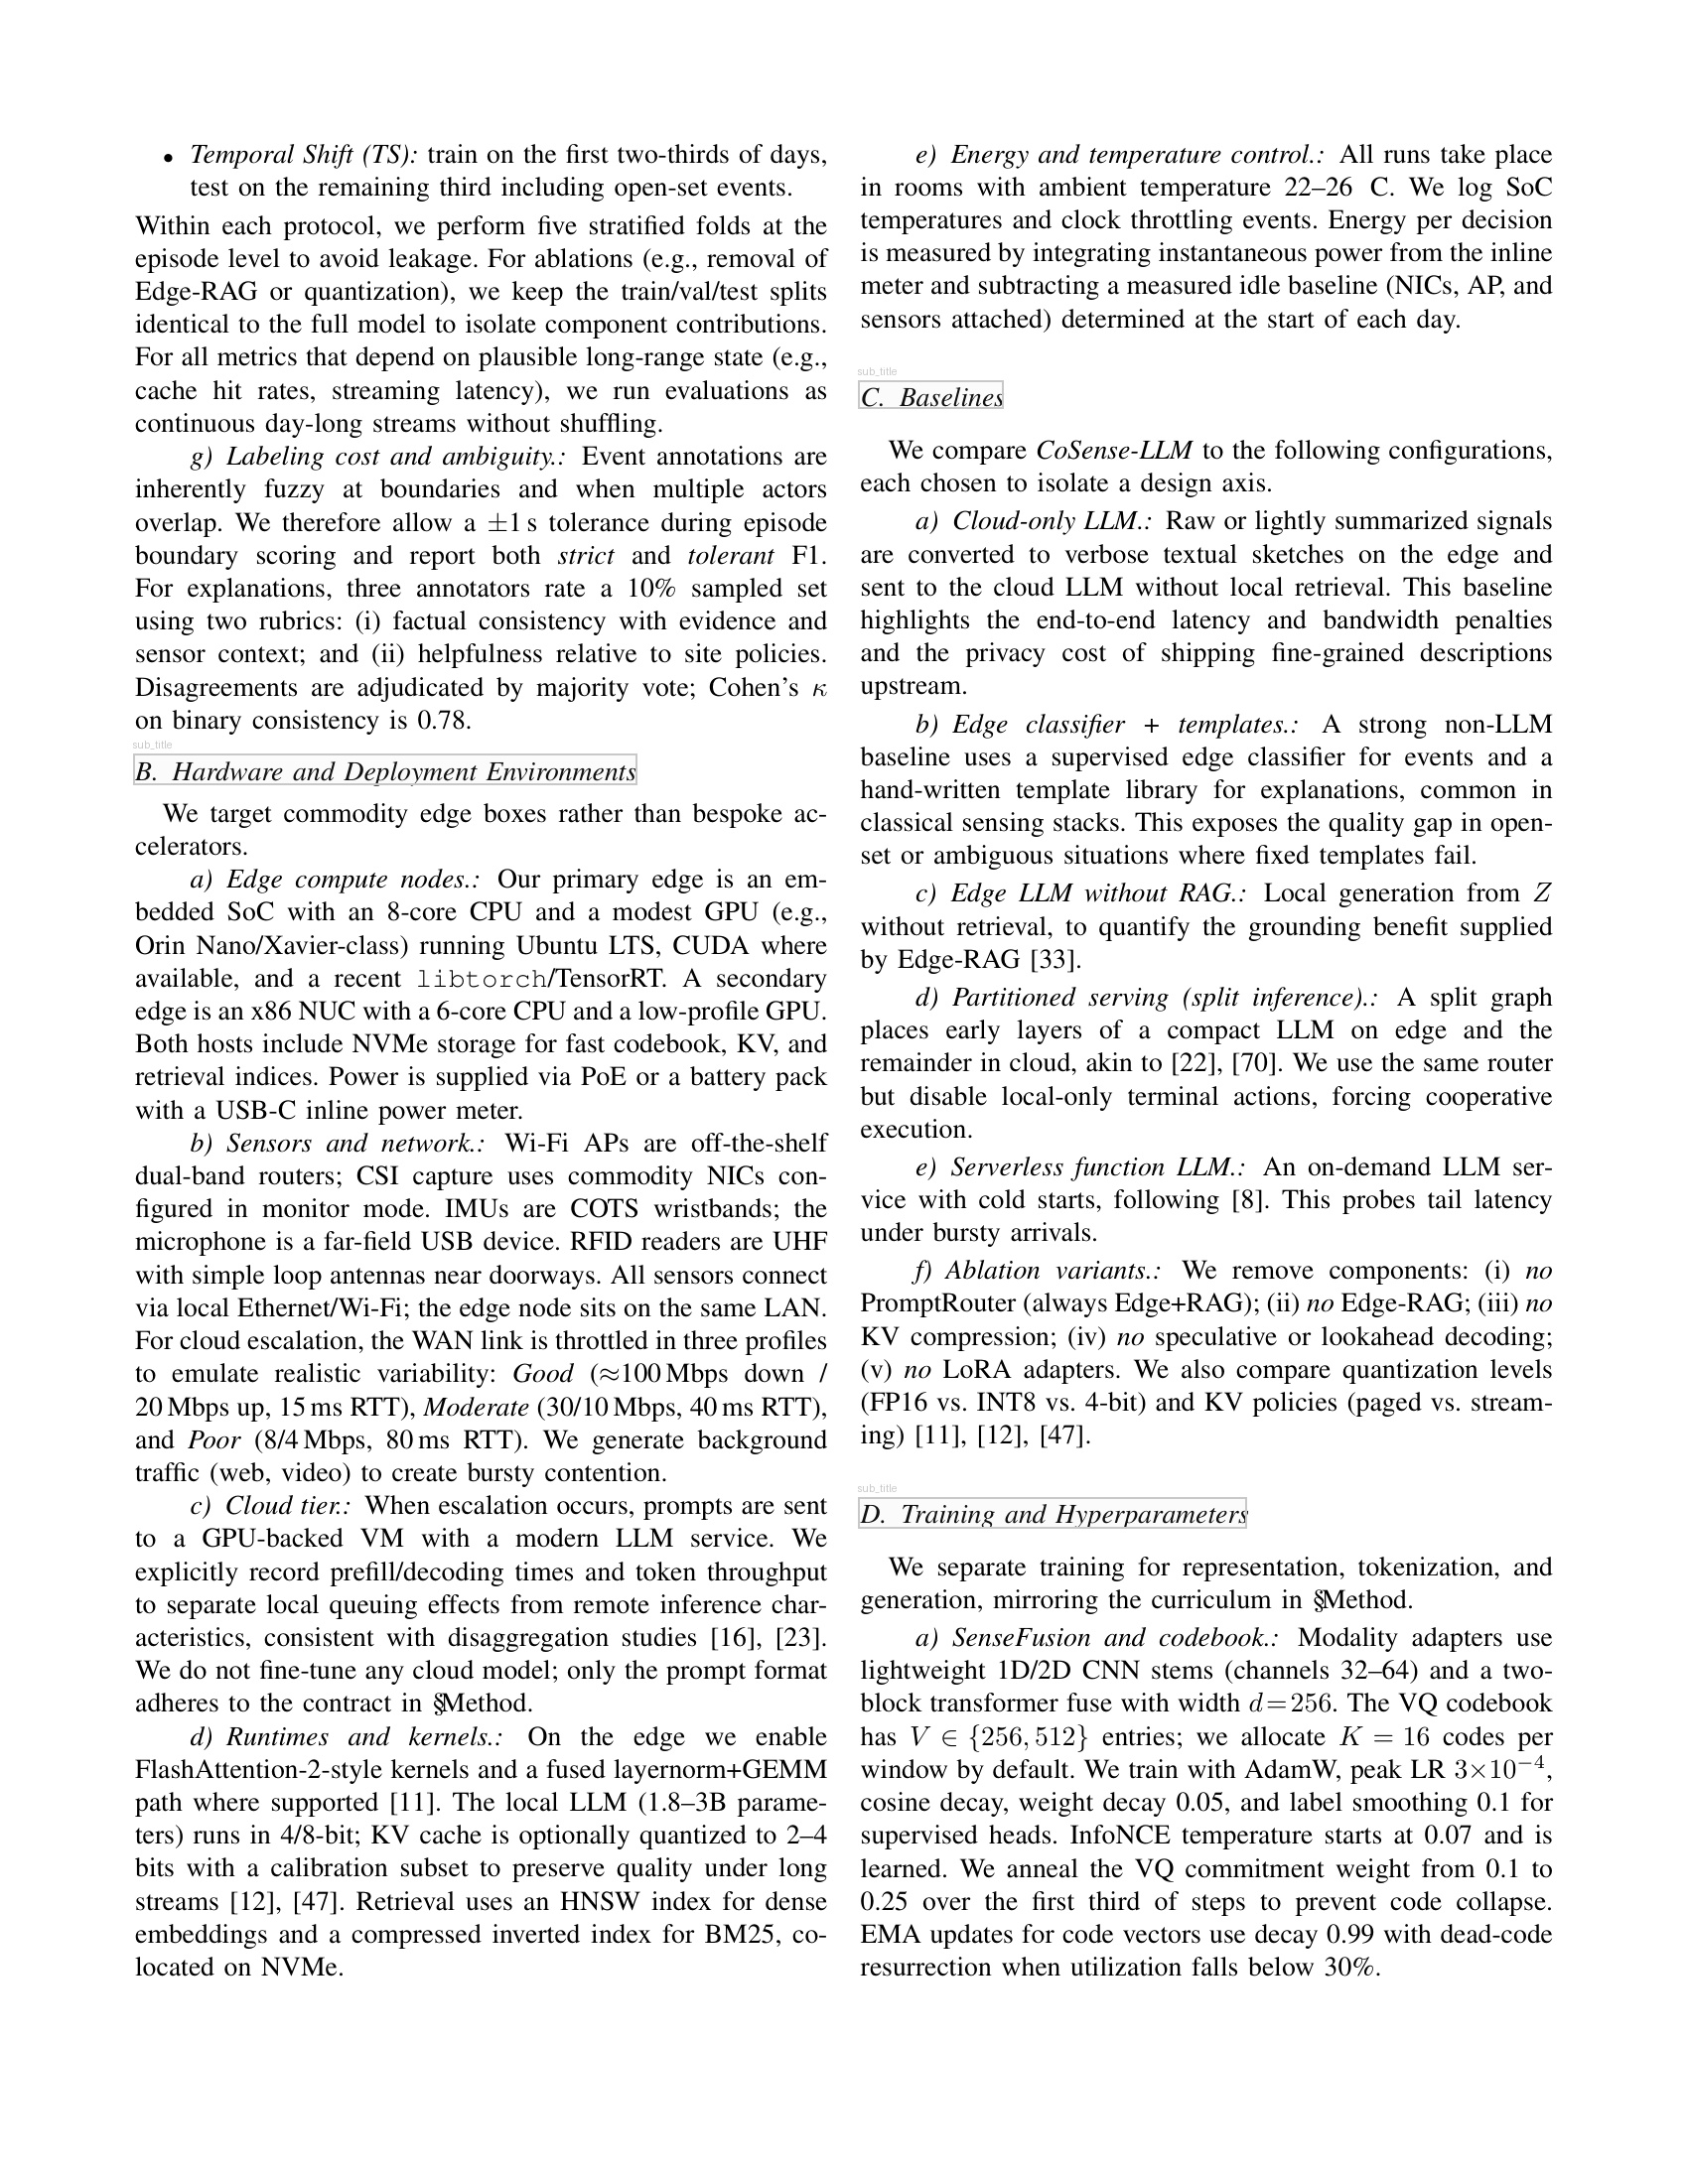 • Temporal Shift (TS): train on the first two-thirds of days,
test on the remaining third including open-set events.
Within each protocol, we perform five stratified folds at the
episode level to avoid leakage. For ablations (e.g., removal of
Edge-RAG or quantization), we keep the train/val/test splits
identical to the full model to isolate component contributions.
For all metrics that depend on plausible long-range state (e.g.,
cache hit rates, streaming latency), we run evaluations as
continuous day-long streams without shuffling.
g) Labeling cost and ambiguity.: Event annotations are
inherently fuzzy at boundaries and when multiple actors
overlap. We therefore allow a ±1 s tolerance during episode
boundary scoring and report both strict and tolerant F1.
For explanations, three annotators rate a 10% sampled set
using two rubrics: (i) factual consistency with evidence and
sensor context; and (ii) helpfulness relative to site policies.
Disagreements are adjudicated by majority vote; Cohen's κ
on binary consistency is 0.78.
sub_title
B. Hardware and Deployment Environments
We target commodity edge boxes rather than bespoke ac-
celerators.
a) Edge compute nodes.: Our primary edge is an em-
bedded SoC with an 8-core CPU and a modest GPU (e.g.,
Orin Nano/Xavier-class) running Ubuntu LTS, CUDA where
available, and a recent libtorch/TensorRT. A secondary
edge is an x86 NUC with a 6-core CPU and a low-profile GPU.
Both hosts include NVMe storage for fast codebook, KV, and
retrieval indices. Power is supplied via PoE or a battery pack
with a USB-C inline power meter.
b) Sensors and network.: Wi-Fi APs are off-the-shelf
dual-band routers; CSI capture uses commodity NICs con-
figured in monitor mode. IMUs are COTS wristbands; the
microphone is a far-field USB device. RFID readers are UHF
with simple loop antennas near doorways. All sensors connect
via local Ethernet/Wi-Fi; the edge node sits on the same LAN.
For cloud escalation, the WAN link is throttled in three profiles
to emulate realistic variability: Good (≈100 Mbps down /
20 Mbps up, 15 ms RTT), Moderate (30/10 Mbps, 40 ms RTT),
and Poor (8/4 Mbps, 80 ms RTT). We generate background
traffic (web, video) to create bursty contention.
c) Cloud tier.: When escalation occurs, prompts are sent
to a GPU-backed VM with a modern LLM service. We
explicitly record prefill/decoding times and token throughput
to separate local queuing effects from remote inference char-
acteristics, consistent with disaggregation studies [16], [23].
We do not fine-tune any cloud model; only the prompt format
adheres to the contract in §Method.
d) Runtimes and kernels.: On the edge we enable
FlashAttention-2-style kernels and a fused layernorm+GEMM
path where supported [11]. The local LLM (1.8–3B parame-
ters) runs in 4/8-bit; KV cache is optionally quantized to 2–4
bits with a calibration subset to preserve quality under long
streams [12], [47]. Retrieval uses an HNSW index for dense
embeddings and a compressed inverted index for BM25, co-
located on NVMe.
e) Energy and temperature control.: All runs take place
in rooms with ambient temperature 22–26 C. We log SoC
temperatures and clock throttling events. Energy per decision
is measured by integrating instantaneous power from the inline
meter and subtracting a measured idle baseline (NICs, AP, and
sensors attached) determined at the start of each day.
sub_title
C. Baselines
We compare CoSense-LLM to the following configurations,
each chosen to isolate a design axis.
a) Cloud-only LLM.: Raw or lightly summarized signals
are converted to verbose textual sketches on the edge and
sent to the cloud LLM without local retrieval. This baseline
highlights the end-to-end latency and bandwidth penalties
and the privacy cost of shipping fine-grained descriptions
upstream.
b) Edge classifier + templates.: A strong non-LLM
baseline uses a supervised edge classifier for events and a
hand-written template library for explanations, common in
classical sensing stacks. This exposes the quality gap in open-
set or ambiguous situations where fixed templates fail.
c) Edge LLM without RAG.: Local generation from Z
without retrieval, to quantify the grounding benefit supplied
by Edge-RAG [33].
d) Partitioned serving (split inference).: A split graph
places early layers of a compact LLM on edge and the
remainder in cloud, akin to [22], [70]. We use the same router
but disable local-only terminal actions, forcing cooperative
execution.
e) Serverless function LLM.: An on-demand LLM ser-
vice with cold starts, following [8]. This probes tail latency
under bursty arrivals.
f) Ablation variants.: We remove components: (i) no
PromptRouter (always Edge+RAG); (ii) no Edge-RAG; (iii) no
KV compression; (iv) no speculative or lookahead decoding;
(v) no LoRA adapters. We also compare quantization levels
(FP16 vs. INT8 vs. 4-bit) and KV policies (paged vs. stream-
ing) [11], [12], [47].
sub_title
D. Training and Hyperparameters
We separate training for representation, tokenization, and
generation, mirroring the curriculum in §Method.
a) SenseFusion and codebook.: Modality adapters use
lightweight 1D/2D CNN stems (channels 32–64) and a two-
block transformer fuse with width d=256. The VQ codebook
has V ∈ {256, 512} entries; we allocate K = 16 codes per
window by default. We train with AdamW, peak LR 3×10⁻⁴,
cosine decay, weight decay 0.05, and label smoothing 0.1 for
supervised heads. InfoNCE temperature starts at 0.07 and is
learned. We anneal the VQ commitment weight from 0.1 to
0.25 over the first third of steps to prevent code collapse.
EMA updates for code vectors use decay 0.99 with dead-code
resurrection when utilization falls below 30%.